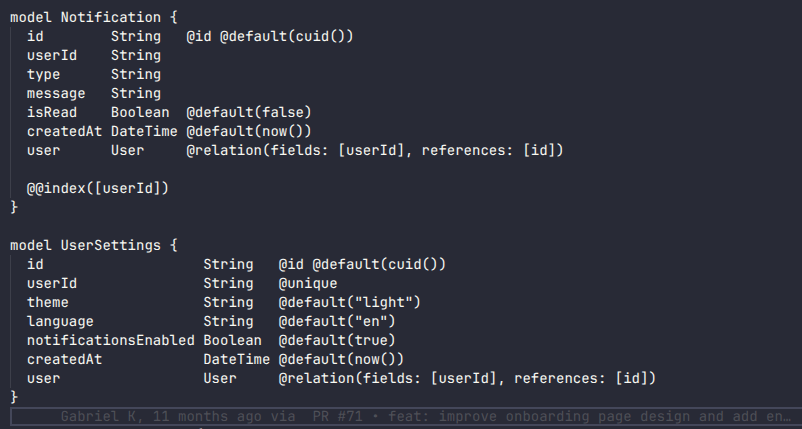 model Notification {
  id        String   @id @default(cuid())
  userId    String
  type      String
  message   String
  isRead    Boolean  @default(false)
  createdAt DateTime @default(now())
  user      User     @relation(fields: [userId], references: [id])

  @@index([userId])
}

model UserSettings {
  id                   String   @id @default(cuid())
  userId               String   @unique
  theme                String   @default("light")
  language             String   @default("en")
  notificationsEnabled Boolean  @default(true)
  createdAt            DateTime @default(now())
  user                 User     @relation(fields: [userId], references: [id])
}
Gabriel K, 11 months ago via  PR #71 • feat: improve onboarding page design and add en…